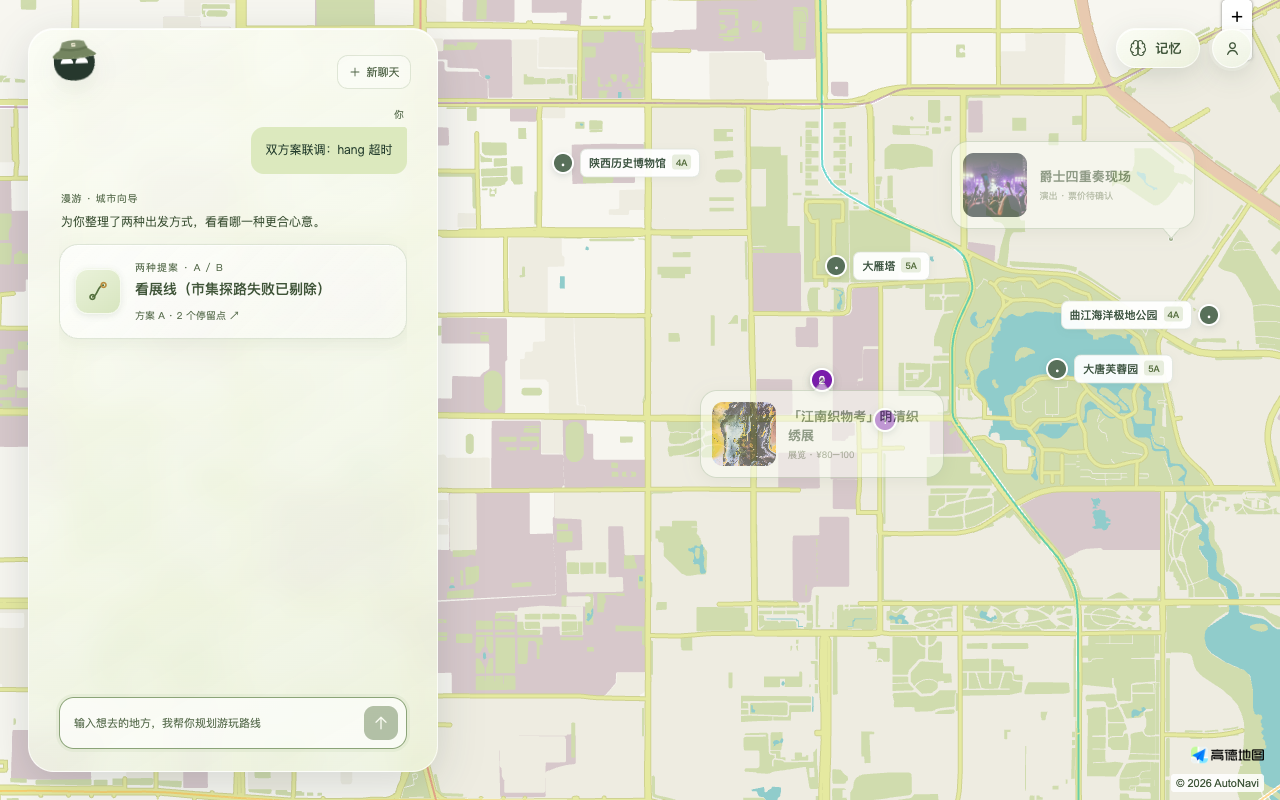 新聊天
你
双方案联调：hang 超时
漫游 · 城市向导
为你整理了两种出发方式，看看哪一种更合心意。
两种提案 · A / B
看展线（市集探路失败已剔除）
方案 A · 2 个停留点 ↗
输入想去的地方，我帮你规划游玩路线
+
记忆
陕西历史博物馆 4A
爵士四重奏现场
演出 · 票价待确认
大雁塔 5A
曲江海洋极地公园 4A
大唐芙蓉园 5A
2
「江南织物考」明清织
绣展
展览 · ¥80—100
高德地图
© 2026 AutoNavi